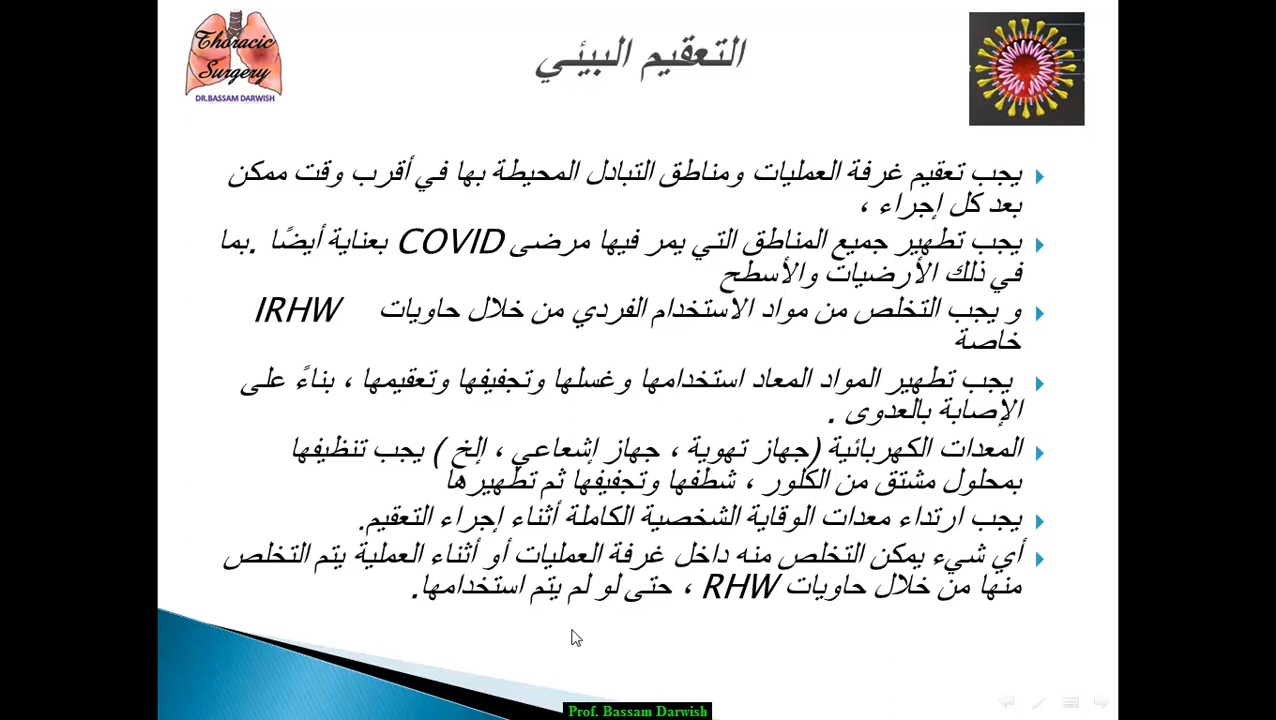 Thoracic
Surgery
DR.BASSAM DARWISH
التعقيم البيئي
يجب تعقيم غرفة العمليات ومناطق التبادل المحيطة بها في أقرب وقت ممكن
بعد كل إجراء ،
يجب تطهير جميع المناطق التي يمر فيها مرضى COVID بعناية أيضًا .بما
في ذلك الأرضيات والأسطح
و يجب التخلص من مواد الاستخدام الفردي من خلال حاويات IRHW
خاصة
يجب تطهير المواد المعاد استخدامها وغسلها وتجفيفها وتعقيمها ، بناءً على
الإصابة بالعدوى .
المعدات الكهربائية (جهاز تهوية ، جهاز إشعاعي ، إلخ ) يجب تنظيفها
بمحلول مشتق من الكلور ، شطفها وتجفيفها ثم تطهيرها
يجب ارتداء معدات الوقاية الشخصية الكاملة أثناء إجراء التعقيم.
أي شيء يمكن التخلص منه داخل غرفة العمليات أو أثناء العملية يتم التخلص
منها من خلال حاويات RHW ، حتى لو لم يتم استخدامها.
Prof. Bassam Darwish